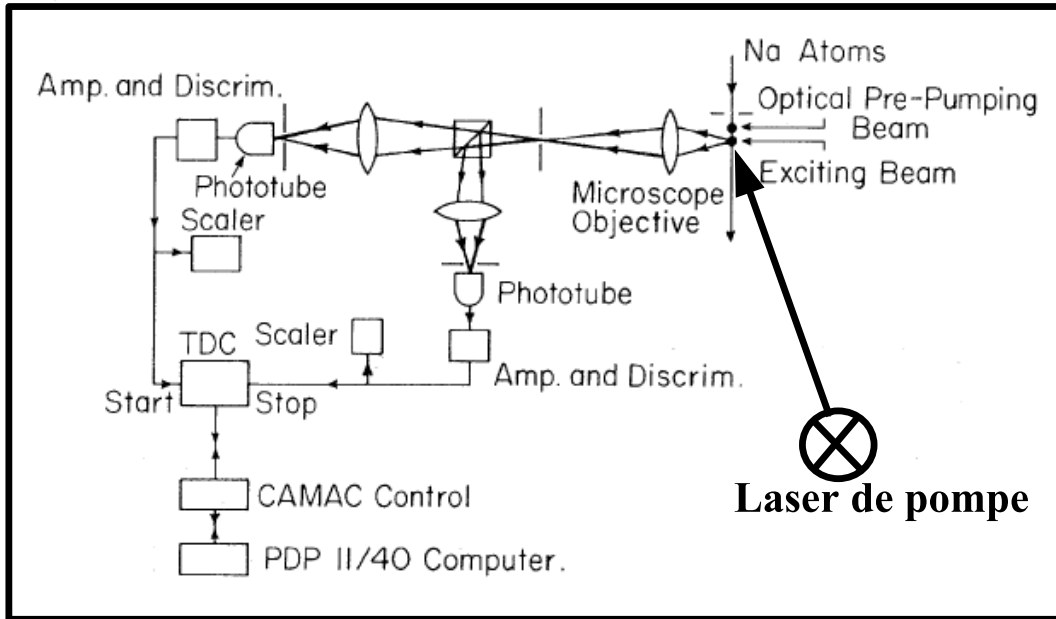 Na Atoms
Amp. and Discrim.
Optical Pre-Pumping
Beam
Phototube
Exciting Beam
Microscope
Objective
Scaler
Phototube
TDC
Scaler
Amp. and Discrim.
Start
Stop
CAMAC Control
Laser de pompe
PDP 11/40 Computer.